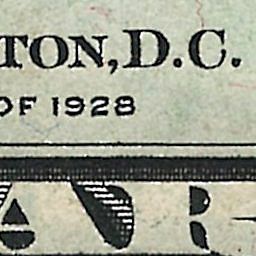 TON, D.C.
OF 1928